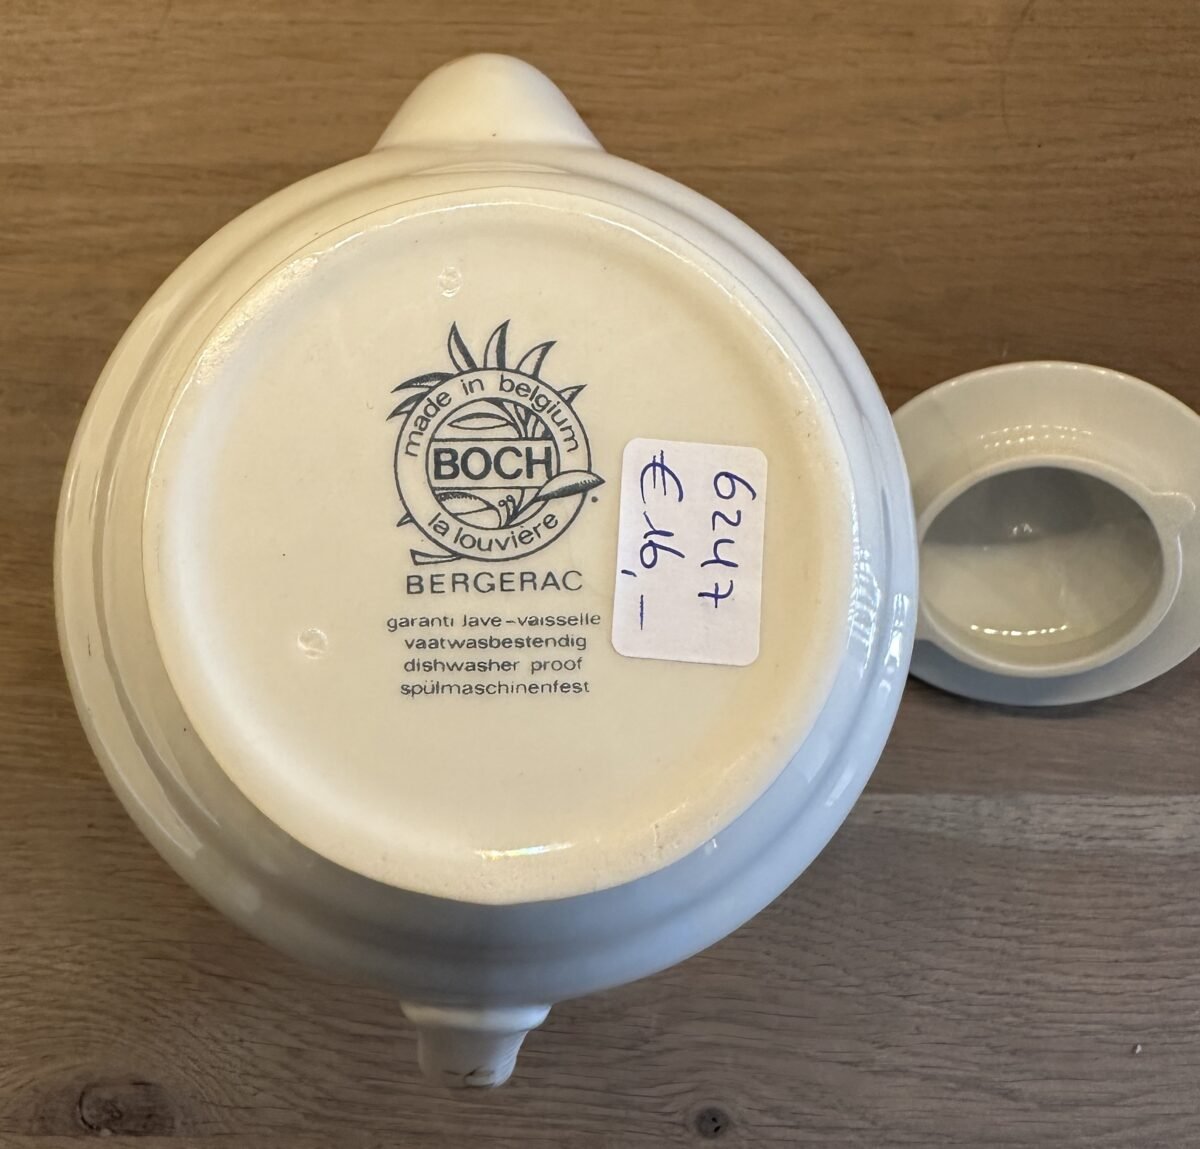 made in belgium
BOCH
la louvière
BERGERAC
garanti lave-vaisselle
vaatwasbestendig
dishwasher proof
spülmaschinenfest
6247
€ 16,-